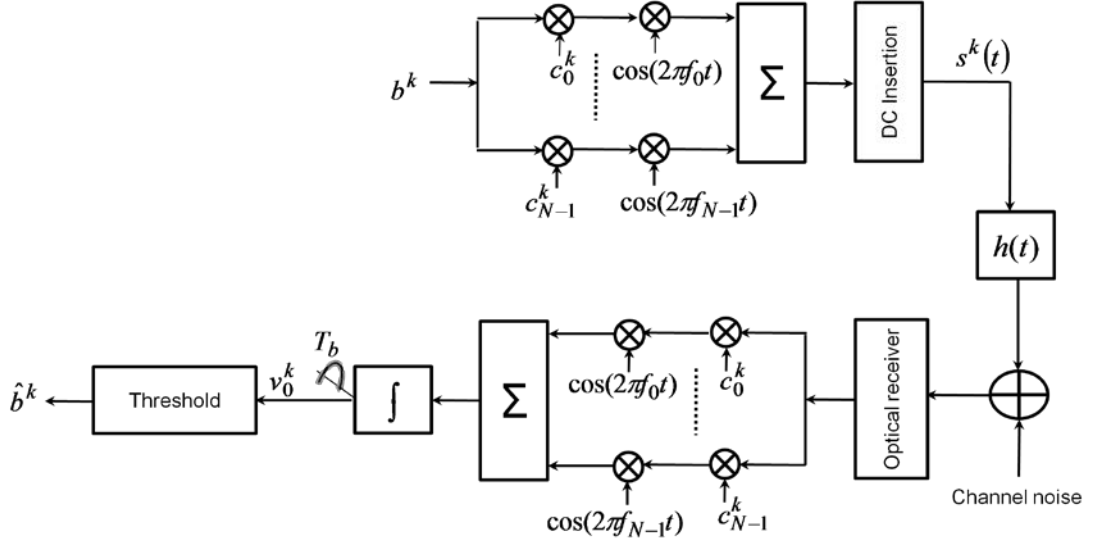 b^k
c_0^k
cos(2πf_0t)
c_{N-1}^k
cos(2πf_{N-1}t)
Σ
DC Insertion
s^k(t)
h(t)
Channel noise
Optical receiver
c_0^k
cos(2πf_0t)
c_{N-1}^k
cos(2πf_{N-1}t)
Σ
∫
T_b
v_0^k
Threshold
b̂^k